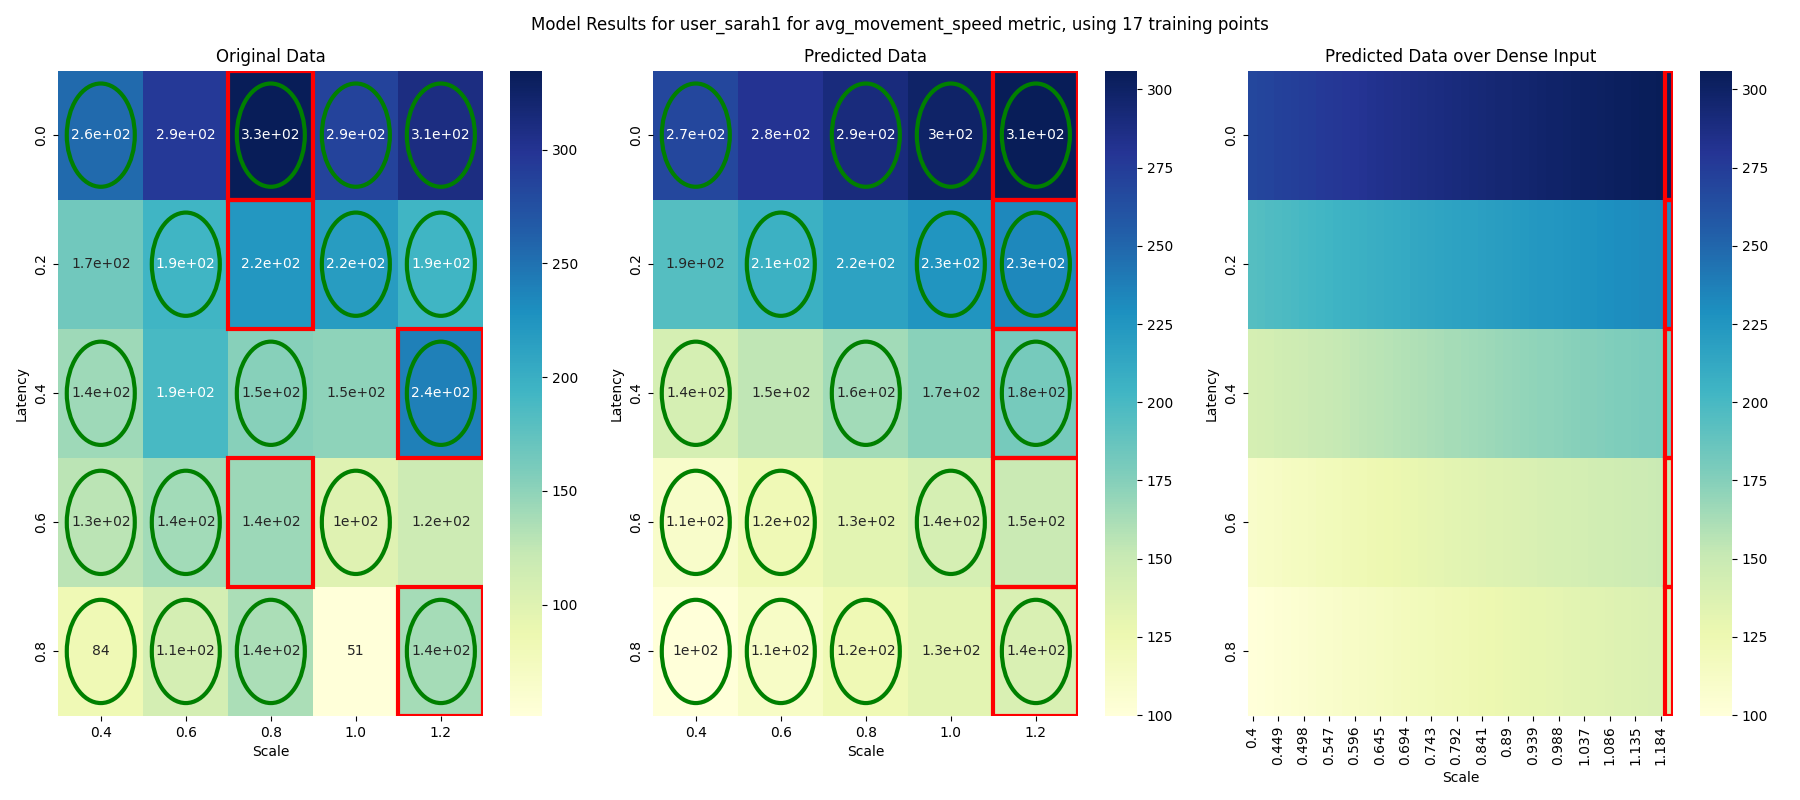 Model Results for user_sarah1 for avg_movement_speed metric, using 17 training points
Original Data
Latency
0.0
2.6e+02 2.9e+02 3.3e+02 2.9e+02 3.1e+02
0.2
1.7e+02 1.9e+02 2.2e+02 2.2e+02 1.9e+02
0.4
1.4e+02 1.9e+02 1.5e+02 1.5e+02 2.4e+02
0.6
1.3e+02 1.4e+02 1.4e+02 1e+02 1.2e+02
0.8
84 1.1e+02 1.4e+02 51 1.4e+02
0.4 0.6 0.8 1.0 1.2
Scale
300
250
200
150
100
Predicted Data
Latency
0.0
2.7e+02 2.8e+02 2.9e+02 3e+02 3.1e+02
0.2
1.9e+02 2.1e+02 2.2e+02 2.3e+02 2.3e+02
0.4
1.4e+02 1.5e+02 1.6e+02 1.7e+02 1.8e+02
0.6
1.1e+02 1.2e+02 1.3e+02 1.4e+02 1.5e+02
0.8
1e+02 1.1e+02 1.2e+02 1.3e+02 1.4e+02
0.4 0.6 0.8 1.0 1.2
Scale
300
275
250
225
200
175
150
125
100
Predicted Data over Dense Input
Latency
0.0
0.2
0.4
0.6
0.8
0.4 0.449 0.498 0.547 0.596 0.645 0.694 0.743 0.792 0.841 0.89 0.939 0.988 1.037 1.086 1.135 1.184
Scale
300
275
250
225
200
175
150
125
100